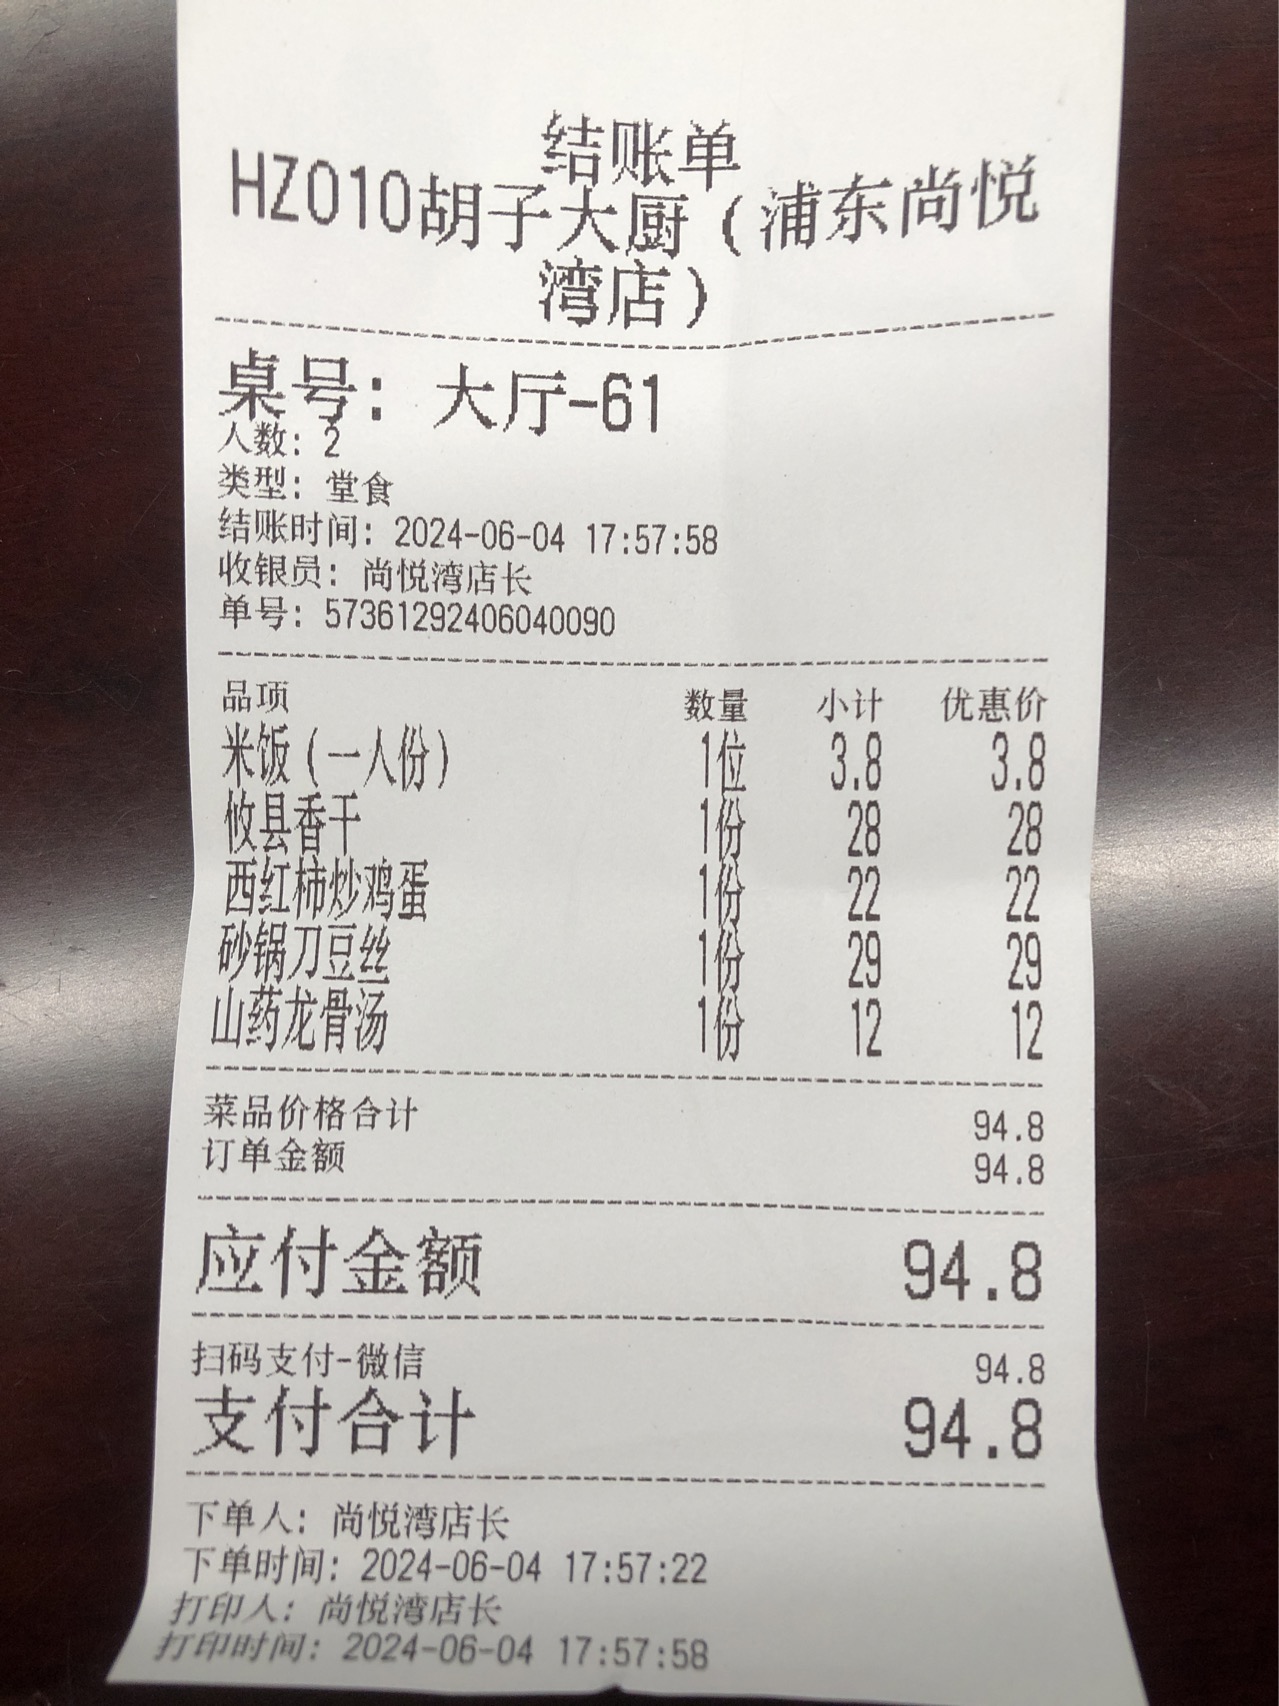 结账单
HZ010胡子大厨(浦东尚悦
湾店)
桌号: 大厅-61
人数: 2
类型: 堂食
结账时间: 2024-06-04 17:57:58
收银员: 尚悦湾店长
单号: 57361292406040090
品项 数量 小计 优惠价
米饭(一人份) 1位 3.8 3.8
攸县香干 1份 28 28
西红柿炒鸡蛋 1份 22 22
砂锅刀豆丝 1份 29 29
山药龙骨汤 1份 12 12
菜品价格合计 94.8
订单金额 94.8
应付金额 94.8
扫码支付-微信 94.8
支付合计 94.8
下单人: 尚悦湾店长
下单时间: 2024-06-04 17:57:22
打印人: 尚悦湾店长
打印时间: 2024-06-04 17:57:58